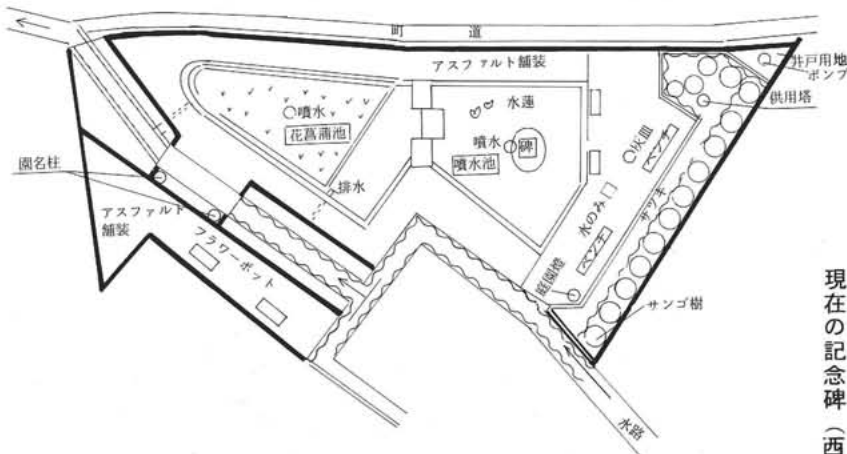 町道
アスファルト舗装
井戸用地
ポンプ
供用塔
水蓮
噴水
花菖蒲池
噴水
碑
噴水池
灰皿
ベンチ
サツキ
園名柱
排水
水のみ
ベンチ
アスファルト
舗装
フラワーポット
庭園燈
サンゴ樹
水路
現在の記念碑（西